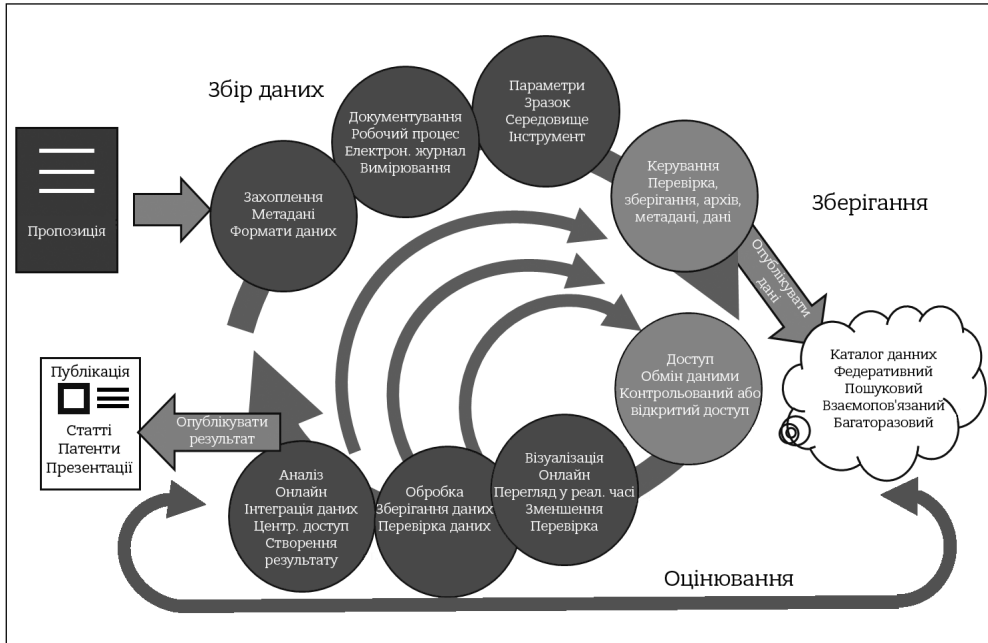 Збір даних
Пропозиція
Захоплення
Метадані
Формати даних
Документування
Робочий процес
Електрон. журнал
Вимірювання
Параметри
Зразок
Середовище
Інструмент
Керування
Перевірка,
зберігання, архів,
метадані, дані
Зберігання
Опублікувати
дані
Каталог данних
Федеративний
Пошуковий
Взаємопов'язаний
Багаторазовий
Доступ
Обмін даними
Контрольований або
відкритий доступ
Візуалізація
Онлайн
Перегляд у реал. часі
Зменшення
Перевірка
Обробка
Зберігання даних
Перевірка даних
Аналіз
Онлайн
Інтеграція даних
Центр. доступ
Створення
результату
Опублікувати
результат
Публікація
Статті
Патенти
Презентації
Оцінювання